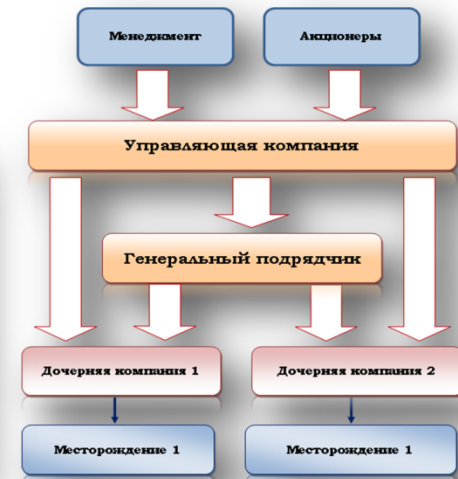 Менеджмент
Акционеры
Управляющая компания
Генеральный подрядчик
Дочерняя компания 1
Дочерняя компания 2
Месторождение 1
Месторождение 1